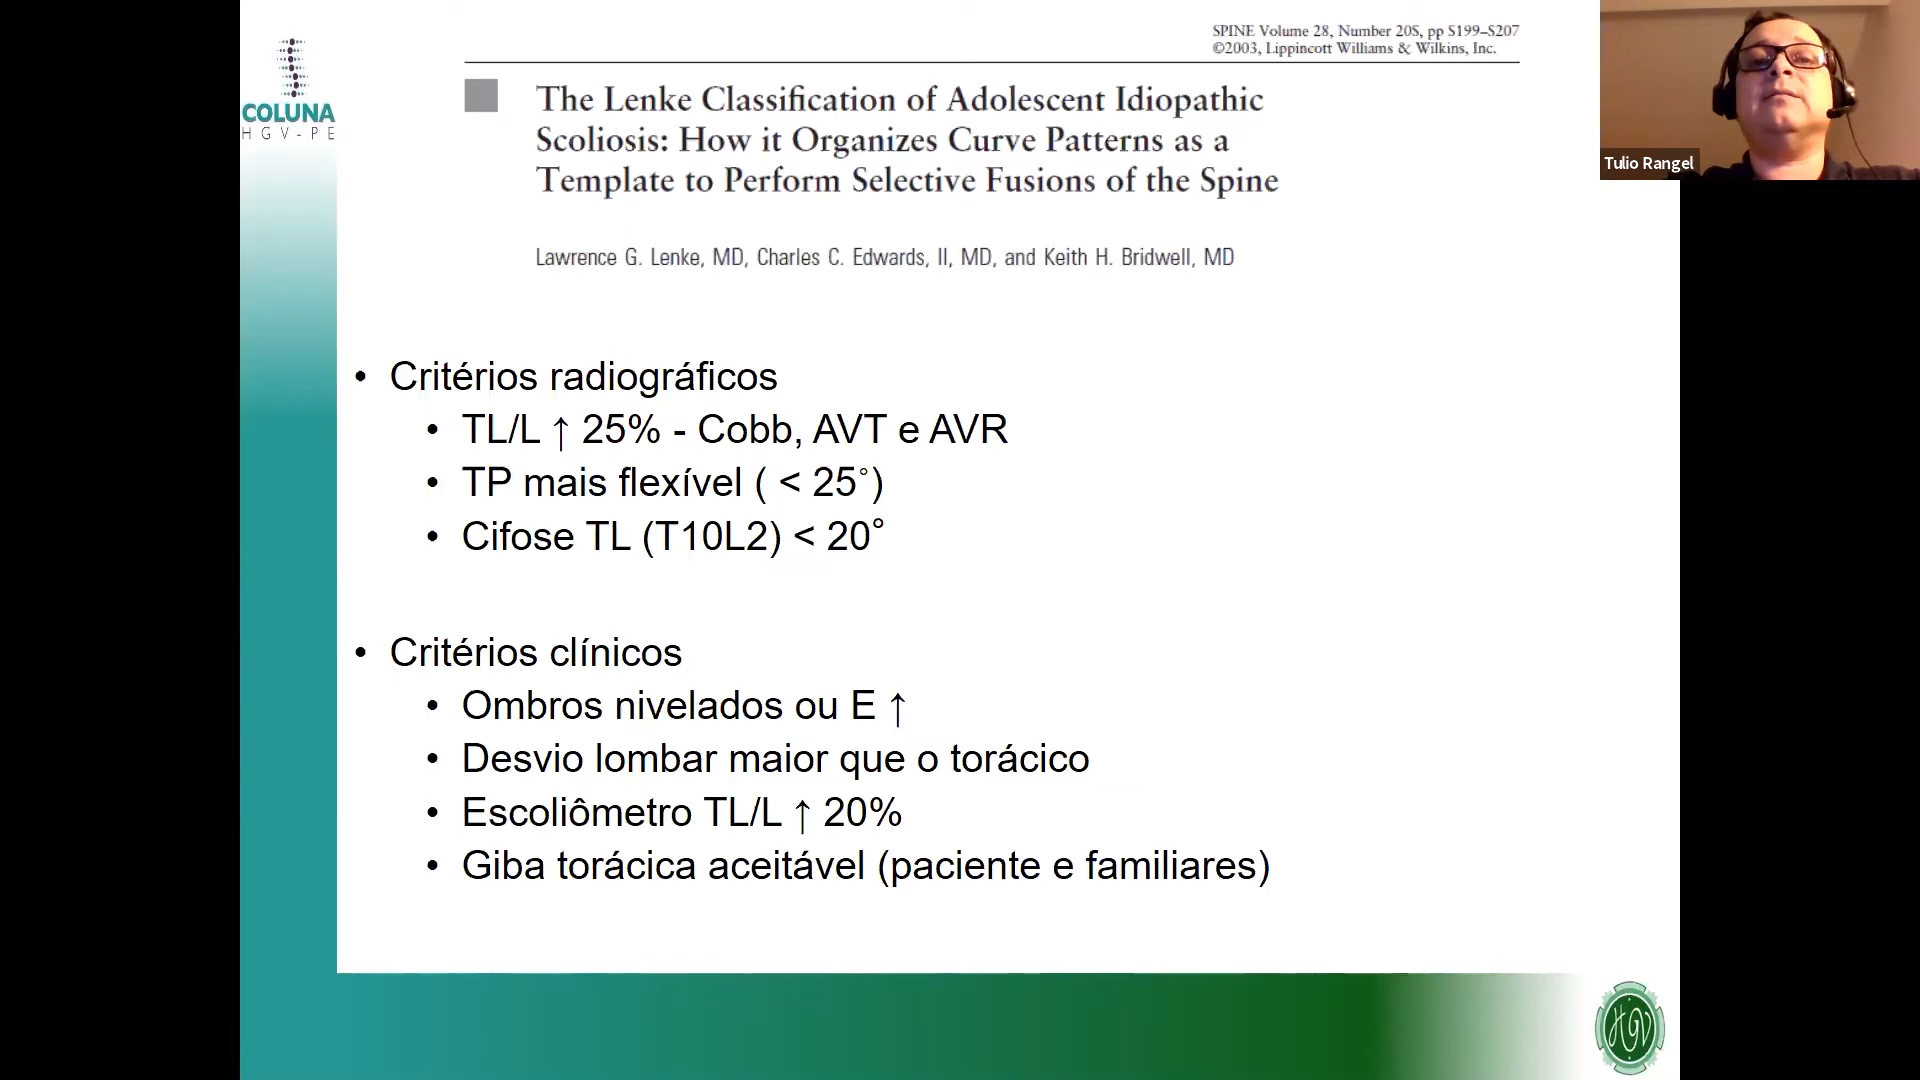 SPINE Volume 28, Number 20S, pp S199–S207
©2003, Lippincott Williams & Wilkins, Inc.
COLUNA
HGV-PE
The Lenke Classification of Adolescent Idiopathic
Scoliosis: How it Organizes Curve Patterns as a
Template to Perform Selective Fusions of the Spine
Tulio Rangel
Lawrence G. Lenke, MD, Charles C. Edwards, II, MD, and Keith H. Bridwell, MD
• Critérios radiográficos
• TL/L ↑ 25% - Cobb, AVT e AVR
• TP mais flexível ( < 25°)
• Cifose TL (T10L2) < 20°
• Critérios clínicos
• Ombros nivelados ou E ↑
• Desvio lombar maior que o torácico
• Escoliômetro TL/L ↑ 20%
• Giba torácica aceitável (paciente e familiares)
HGV